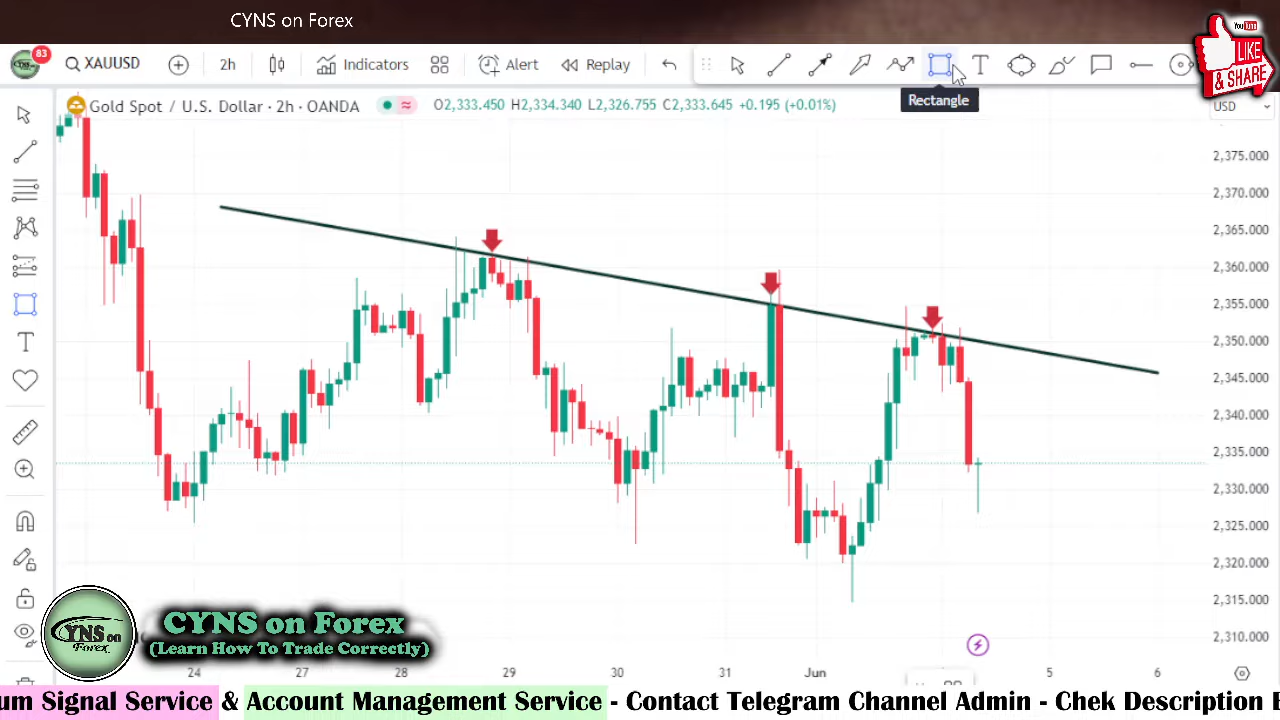 CYNS on Forex
83
XAUUSD
2h
Indicators
Alert
Replay
T
YouTube
LIKE
& SHARE
Rectangle
Gold Spot / U.S. Dollar · 2h · OANDA
O2,333.450 H2,334.340 L2,326.755 C2,333.645 +0.195 (+0.01%)
USD
2,375.000
2,370.000
2,365.000
2,360.000
2,355.000
2,350.000
2,345.000
2,340.000
2,335.000
2,330.000
2,325.000
2,320.000
2,315.000
2,310.000
T
YNS on
Forex
CYNS on Forex
(Learn How To Trade Correctly)
24 27 28 29 30 31 Jun 5 6
um Signal Service & Account Management Service - Contact Telegram Channel Admin - Chek Description